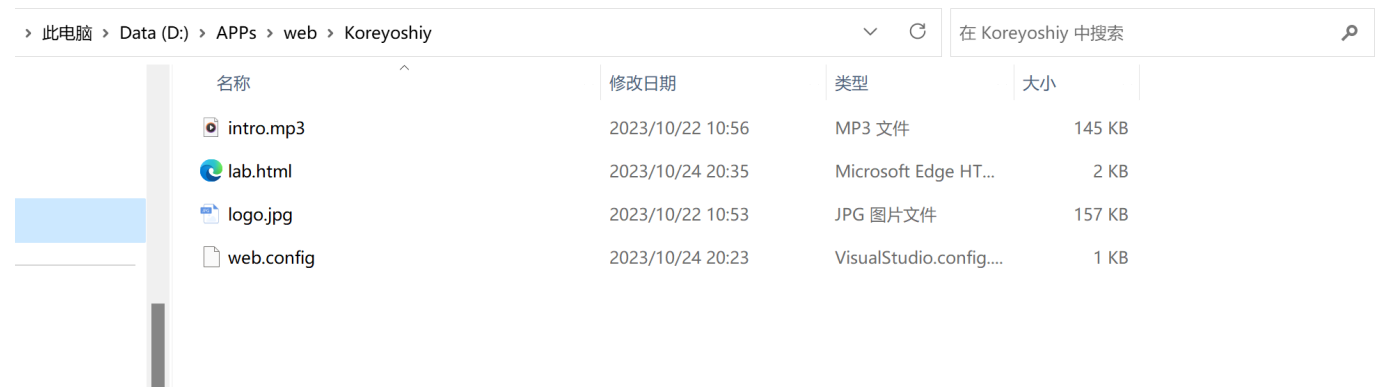 此电脑 > Data (D:) > APPs > web > Koreyoshiy 在 Koreyoshiy 中搜索
名称 修改日期 类型 大小
intro.mp3 2023/10/22 10:56 MP3 文件 145 KB
lab.html 2023/10/24 20:35 Microsoft Edge HT... 2 KB
logo.jpg 2023/10/22 10:53 JPG 图片文件 157 KB
web.config 2023/10/24 20:23 VisualStudio.config.... 1 KB